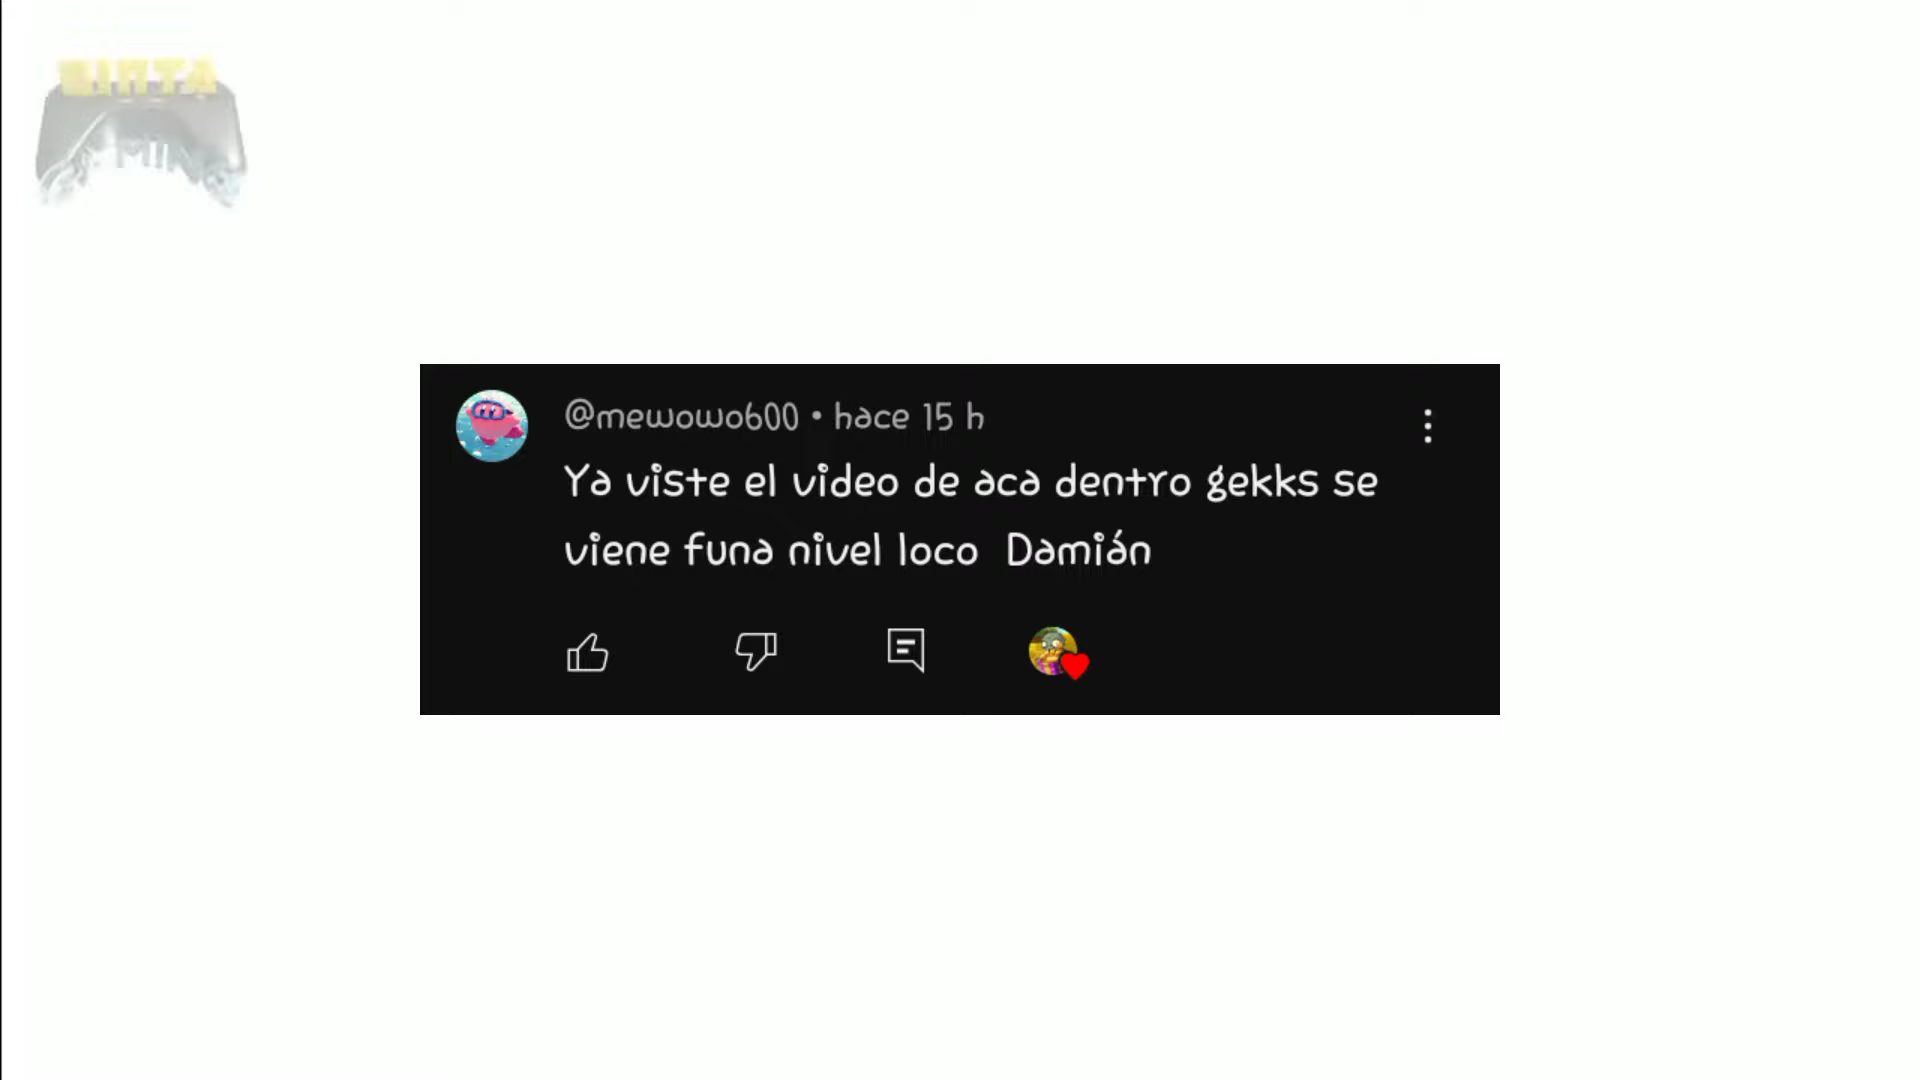 @mewowo600 • hace 15 h
Ya viste el video de aca dentro gekks se
viene funa nivel loco Damián